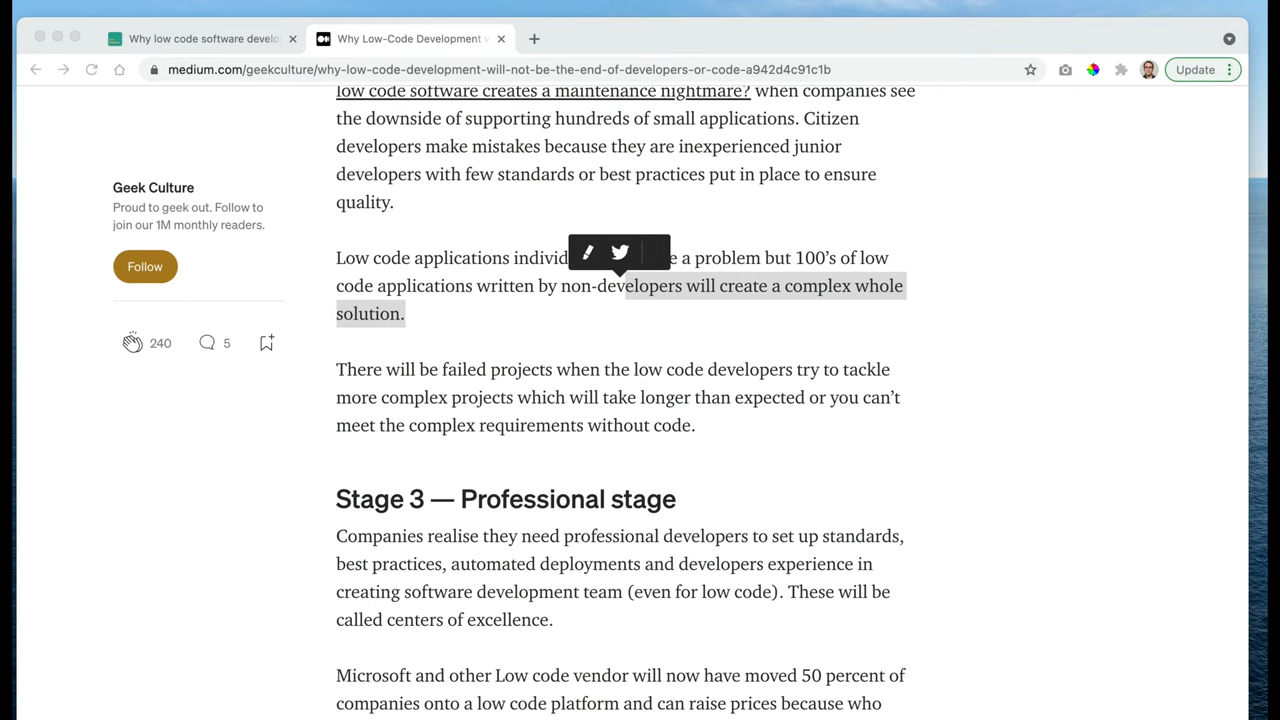 Why low code software develo
Why Low-Code Development w
medium.com/geekculture/why-low-code-development-will-not-be-the-end-of-developers-or-code-a942d4c91c1b
Update
low code software creates a maintenance nightmare? when companies see
the downside of supporting hundreds of small applications. Citizen
developers make mistakes because they are inexperienced junior
developers with few standards or best practices put in place to ensure
quality.
Geek Culture
Proud to geek out. Follow to
join our 1M monthly readers.
Follow
240
5
Low code applications individ e a problem but 100's of low
code applications written by non-developers will create a complex whole
solution.
There will be failed projects when the low code developers try to tackle
more complex projects which will take longer than expected or you can't
meet the complex requirements without code.
Stage 3 — Professional stage
Companies realise they need professional developers to set up standards,
best practices, automated deployments and developers experience in
creating software development teams (even for low code). These will be
called centers of excellence.
Microsoft and other Low code vendors will now have moved 50 percent of
companies onto a low code platform and can raise prices because who